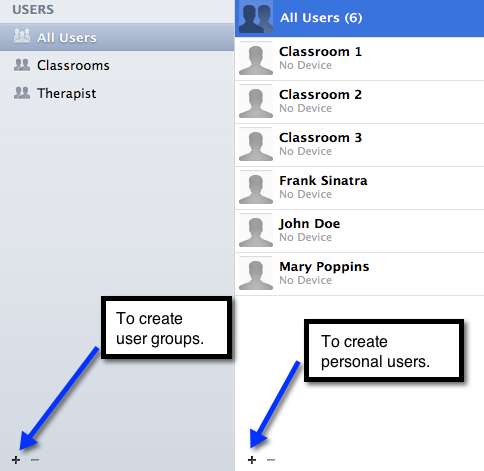 USERS
All Users
Classrooms
Therapist
All Users (6)
Classroom 1
No Device
Classroom 2
No Device
Classroom 3
No Device
Frank Sinatra
No Device
John Doe
No Device
Mary Poppins
No Device
To create
user groups.
To create
personal users.
+ −
+ −